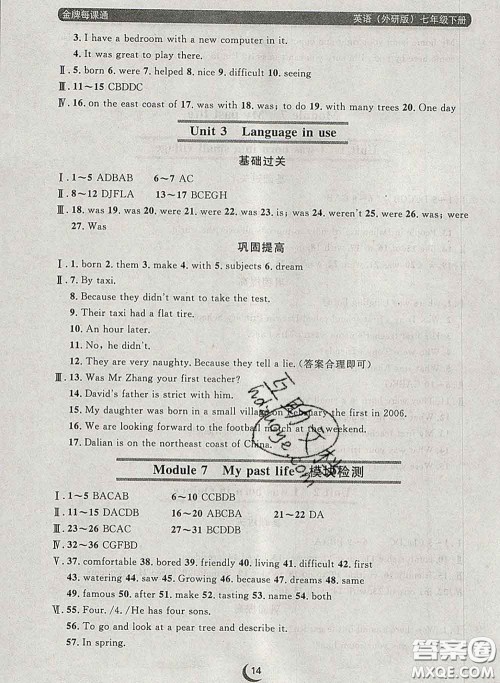 金牌每课通 英语（外研版）七年级下册
3. I have a bedroom with a new computer in it.
4. It was great to play there.
Ⅱ. 5. born 6. were 7. helped 8. nice 9. difficult 10. seeing
Ⅲ. 11～15 CBDDC
Ⅳ. 16. on the east coast of 17. was with 18. was; to do 19. with many trees 20. One day
Unit 3 Language in use
基础过关
Ⅰ. 1～5 ADBAB 6～7 AC
Ⅱ. 8～12 DJFLA 13～17 BCEGH
Ⅲ. 18. was 19. was 20. were 21. was 22. were 23. was 24. weren't 25. were 26. was; were
27. Was
巩固提高
Ⅰ. 1. born 2. them 3. make 4. with 5. subjects 6. dream
Ⅱ. 7. By taxi.
8. Because they didn't want to take the test.
9. Their taxi had a flat tire.
10. An hour later.
11. No, he didn't.
12. They are very naughty. Because they tell a lie. (答案合理即可)
Ⅲ. 13. Was Mr Zhang your first teacher?
14. David's father is strict with him.
15. My daughter was born in a small village on February the first in 2006.
16. We are looking forward to the football match at the weekend.
17. Dalian is on the northeast coast of China.
Module 7 My past life 模块检测
Ⅰ. 1～5 BACAB 6～10 CCBDB
Ⅱ. 11～15 DACDB 16～20 ABCBA 21～22 DA
Ⅲ. 23～26 BCAC 27～31 BCDDB
Ⅳ. 32～36 CGFBD
Ⅴ. 37. comfortable 38. bored 39. friendly 40. living 41. difficult 42. first
43. watering 44. saw 45. Growing 46. because 47. better 48. same
49. famous 50. after 51. think 52. adding 53. difficult 54. with
Ⅵ. 55. Four. /4. /He has four sons.
56. To go and look at a pear tree and describe it.
57. In spring.
14
hdzuoye.com
答案圈
MXQE.COM